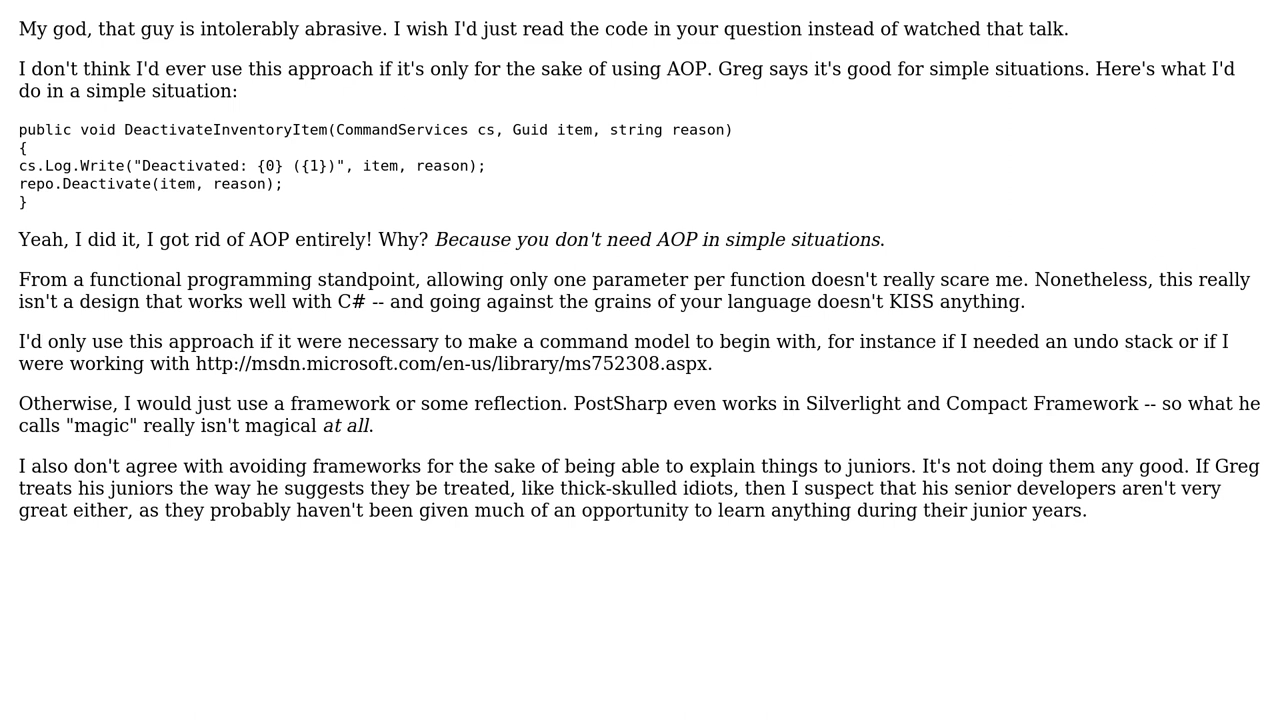 My god, that guy is intolerably abrasive. I wish I'd just read the code in your question instead of watched that talk.
I don't think I'd ever use this approach if it's only for the sake of using AOP. Greg says it's good for simple situations. Here's what I'd
do in a simple situation:
public void DeactivateInventoryItem(CommandServices cs, Guid item, string reason)
{
cs.Log.Write("Deactivated: {0} ({1})", item, reason);
repo.Deactivate(item, reason);
}
Yeah, I did it, I got rid of AOP entirely! Why? Because you don't need AOP in simple situations.
From a functional programming standpoint, allowing only one parameter per function doesn't really scare me. Nonetheless, this really
isn't a design that works well with C# -- and going against the grains of your language doesn't KISS anything.
I'd only use this approach if it were necessary to make a command model to begin with, for instance if I needed an undo stack or if I
were working with http://msdn.microsoft.com/en-us/library/ms752308.aspx.
Otherwise, I would just use a framework or some reflection. PostSharp even works in Silverlight and Compact Framework -- so what he
calls "magic" really isn't magical at all.
I also don't agree with avoiding frameworks for the sake of being able to explain things to juniors. It's not doing them any good. If Greg
treats his juniors the way he suggests they be treated, like thick-skulled idiots, then I suspect that his senior developers aren't very
great either, as they probably haven't been given much of an opportunity to learn anything during their junior years.